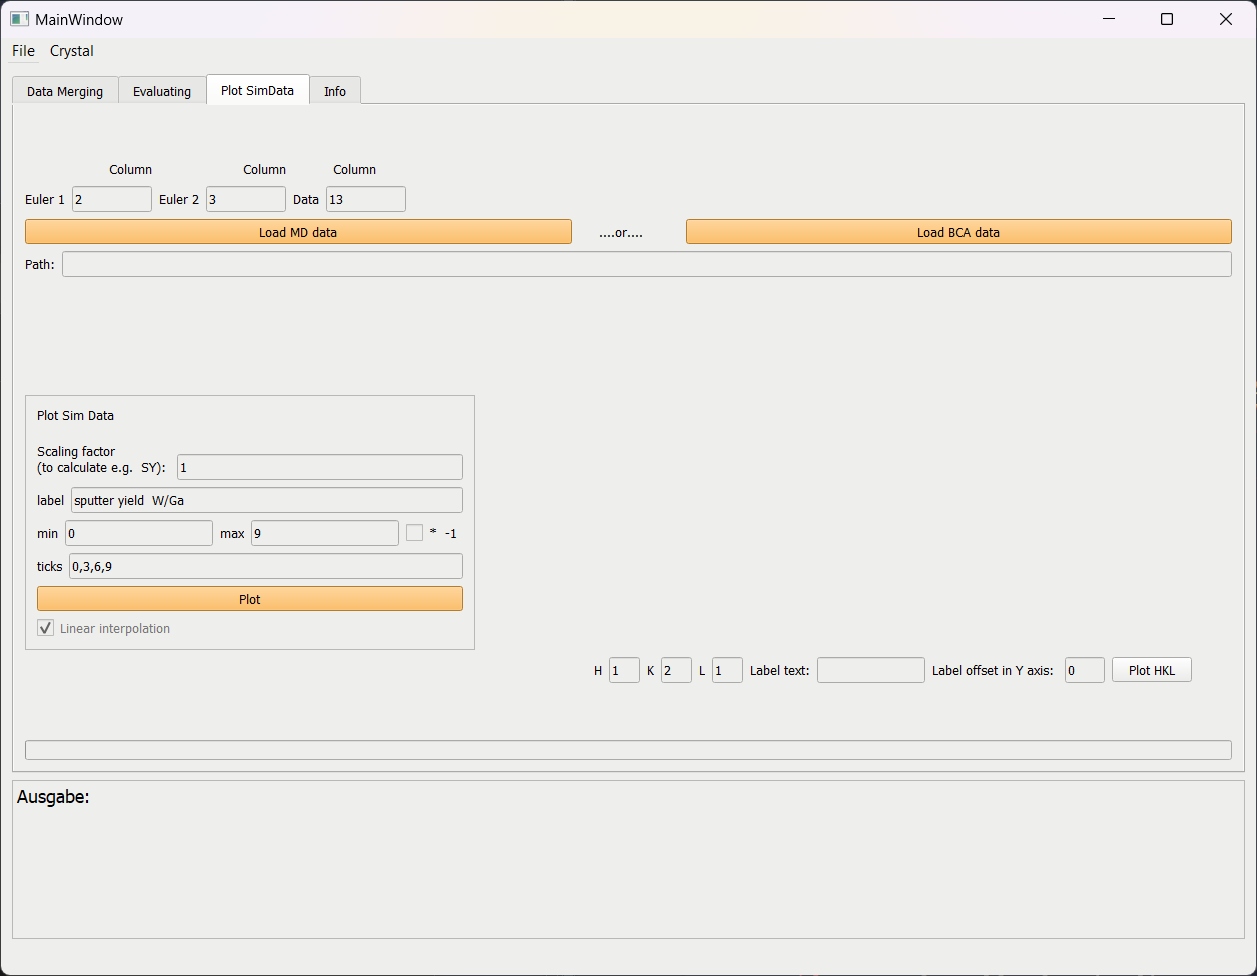 MainWindow
File Crystal
Data Merging Evaluating Plot SimData Info
Column Column Column
Euler 1 2 Euler 2 3 Data 13
Load MD data ....or.... Load BCA data
Path:
Plot Sim Data
Scaling factor
(to calculate e.g. SY): 1
label sputter yield W/Ga
min 0 max 9 * -1
ticks 0,3,6,9
Plot
Linear interpolation
H 1 K 2 L 1 Label text: Label offset in Y axis: 0 Plot HKL
Ausgabe: